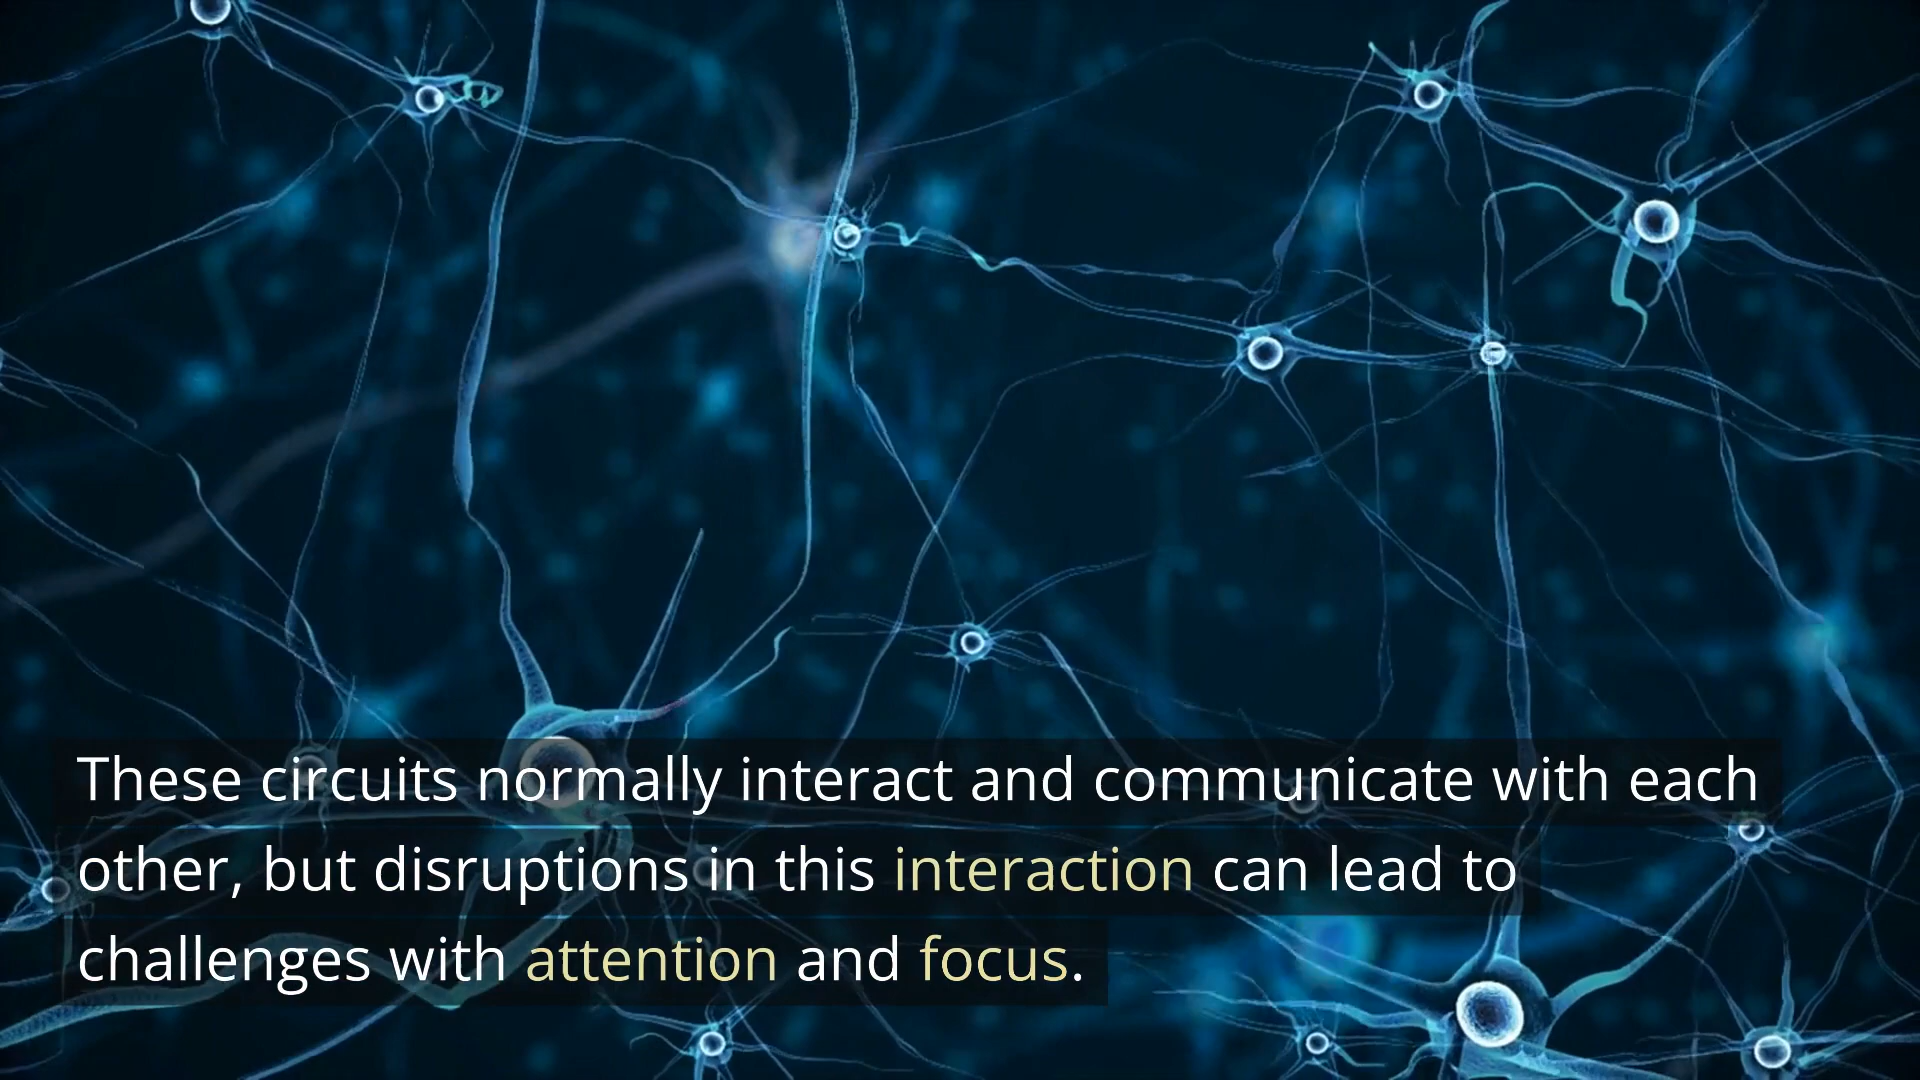 These circuits normally interact and communicate with each
other, but disruptions in this interaction can lead to
challenges with attention and focus.